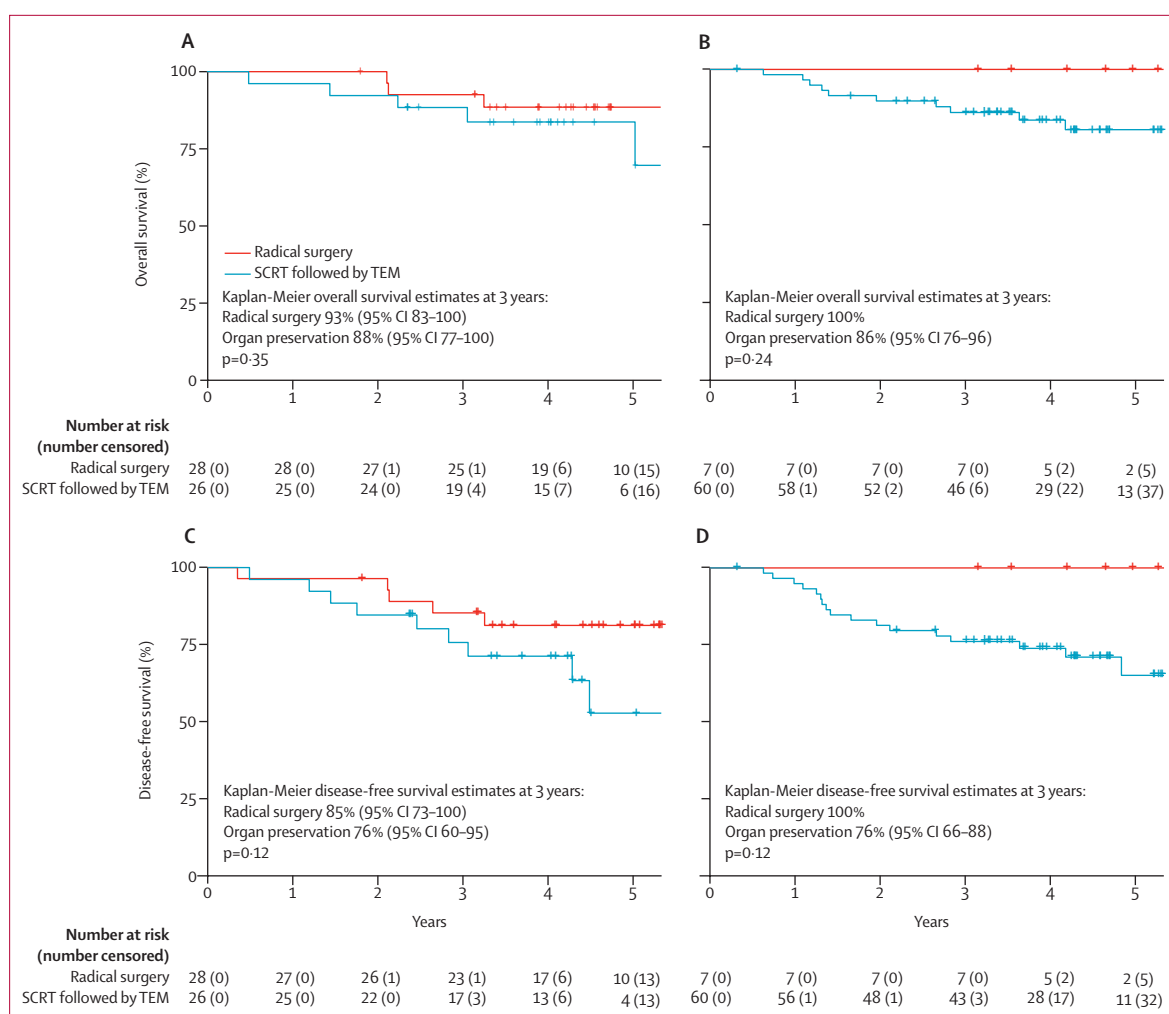 A
B
100
75
50
25
0
Overall survival (%)
Radical surgery
SCRT followed by TEM
Kaplan-Meier overall survival estimates at 3 years:
Radical surgery 93% (95% CI 83–100)
Organ preservation 88% (95% CI 77–100)
p=0·35
Kaplan-Meier overall survival estimates at 3 years:
Radical surgery 100%
Organ preservation 86% (95% CI 76–96)
p=0·24
0 1 2 3 4 5
0 1 2 3 4 5
Number at risk
(number censored)
Radical surgery 28 (0) 28 (0) 27 (1) 25 (1) 19 (6) 10 (15) 7 (0) 7 (0) 7 (0) 7 (0) 5 (2) 2 (5)
SCRT followed by TEM 26 (0) 25 (0) 24 (0) 19 (4) 15 (7) 6 (16) 60 (0) 58 (1) 52 (2) 46 (6) 29 (22) 13 (37)
C
D
100
75
50
25
0
Disease-free survival (%)
Kaplan-Meier disease-free survival estimates at 3 years:
Radical surgery 85% (95% CI 73–100)
Organ preservation 76% (95% CI 60–95)
p=0·12
Kaplan-Meier disease-free survival estimates at 3 years:
Radical surgery 100%
Organ preservation 76% (95% CI 66–88)
p=0·12
0 1 2 3 4 5
0 1 2 3 4 5
Years
Years
Number at risk
(number censored)
Radical surgery 28 (0) 27 (0) 26 (1) 23 (1) 17 (6) 10 (13) 7 (0) 7 (0) 7 (0) 7 (0) 5 (2) 2 (5)
SCRT followed by TEM 26 (0) 25 (0) 22 (0) 17 (3) 13 (6) 4 (13) 60 (0) 56 (1) 48 (1) 43 (3) 28 (17) 11 (32)